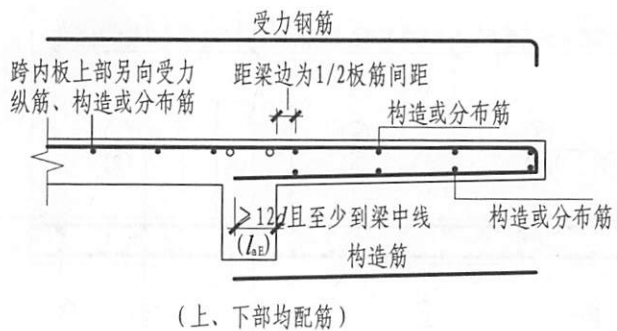 受力钢筋
跨内板上部另向受力
纵筋、构造或分布筋
距梁边为1/2板筋间距
构造或分布筋
≥12d且至少到梁中线
(laE)
构造或分布筋
构造筋
(上、下部均配筋)